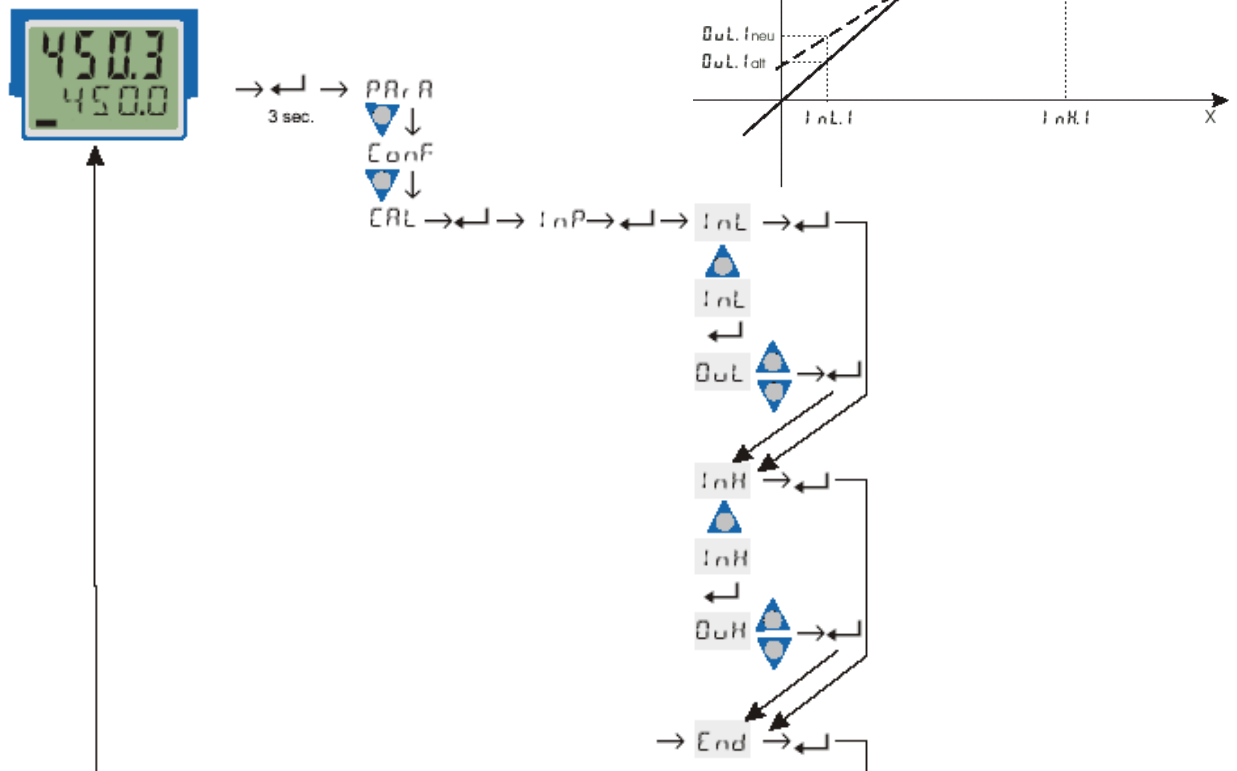 450.3
450.0
3 sec.
PArA
ConF
CAL
InP
InL
InL
OuL
InH
InH
OuH
End
OuL.1neu
OuL.1alt
InL.1
InH.1
X